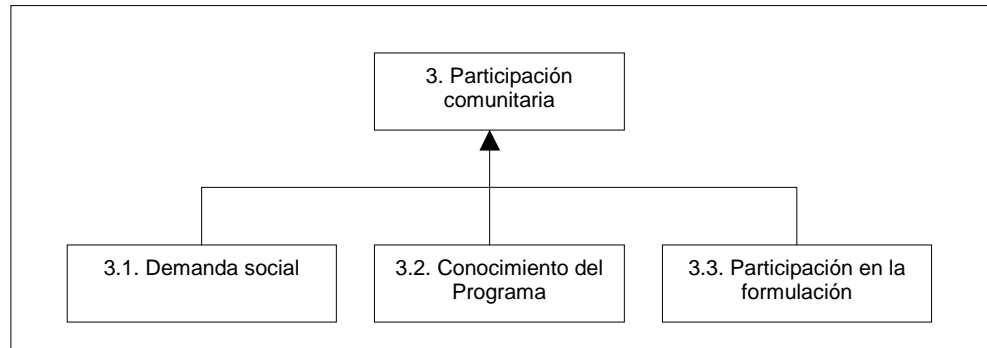 3. Participación
comunitaria
3.1. Demanda social
3.2. Conocimiento del
Programa
3.3. Participación en la
formulación